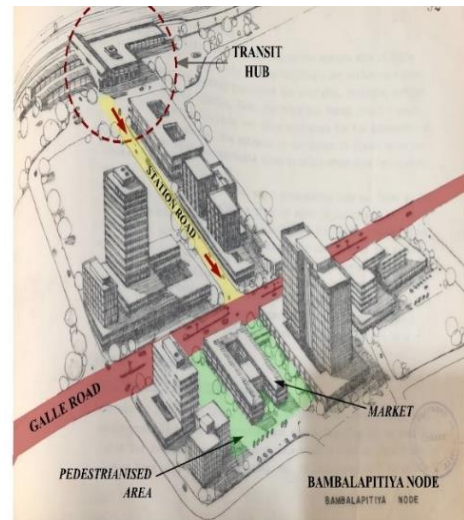 TRANSIT
HUB
STATION ROAD
GALLE ROAD
MARKET
PEDESTRIANISED
AREA
BAMBALAPITIYA NODE
BAMBALAPITIYA NODE